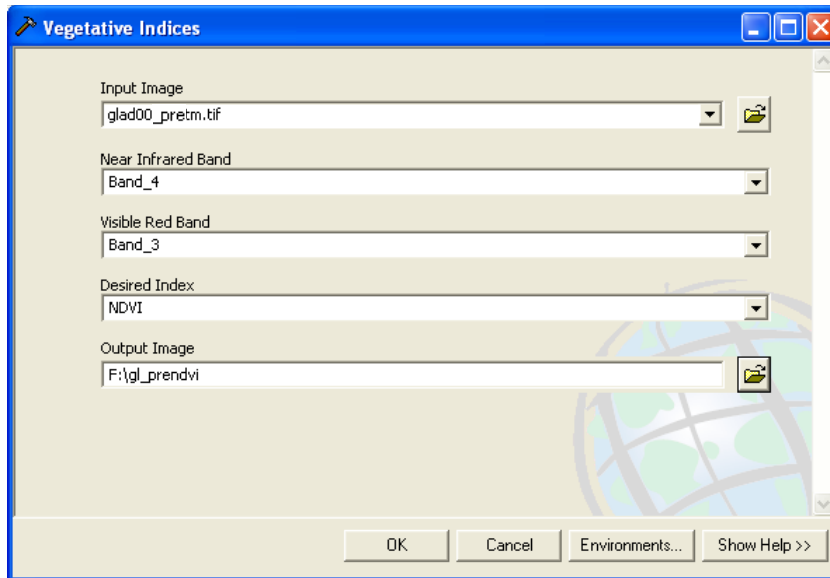 Vegetative Indices
Input Image
glad00_pretm.tif
Near Infrared Band
Band_4
Visible Red Band
Band_3
Desired Index
NDVI
Output Image
F:\gl_prendvi
OK Cancel Environments... Show Help >>